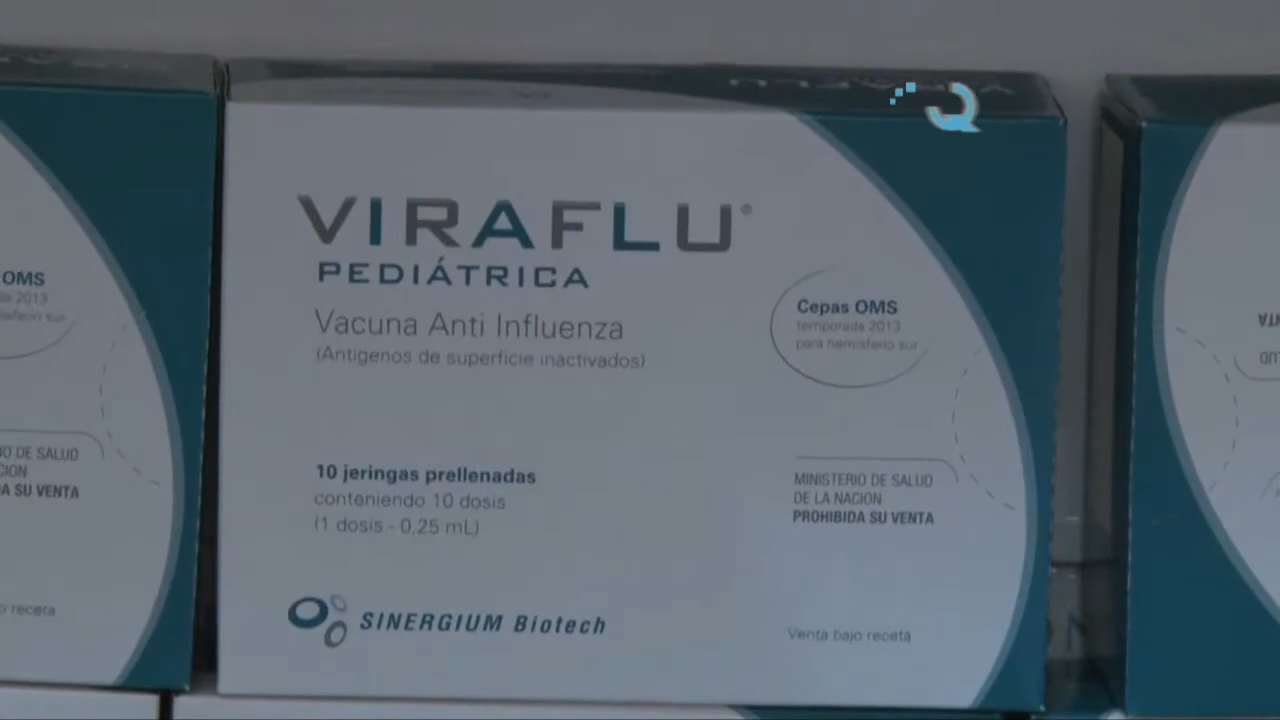 VIRAFLU®
PEDIÁTRICA
Vacuna Anti Influenza
(Antígenos de superficie inactivados)
Cepas OMS
temporada 2013
para hemisferio sur
10 jeringas prellenadas
conteniendo 10 dosis
(1 dosis - 0,25 mL)
MINISTERIO DE SALUD
DE LA NACION
PROHIBIDA SU VENTA
SINERGIUM Biotech
Venta bajo receta
OMS
2013
sur
DE SALUD
A SU VENTA
receta